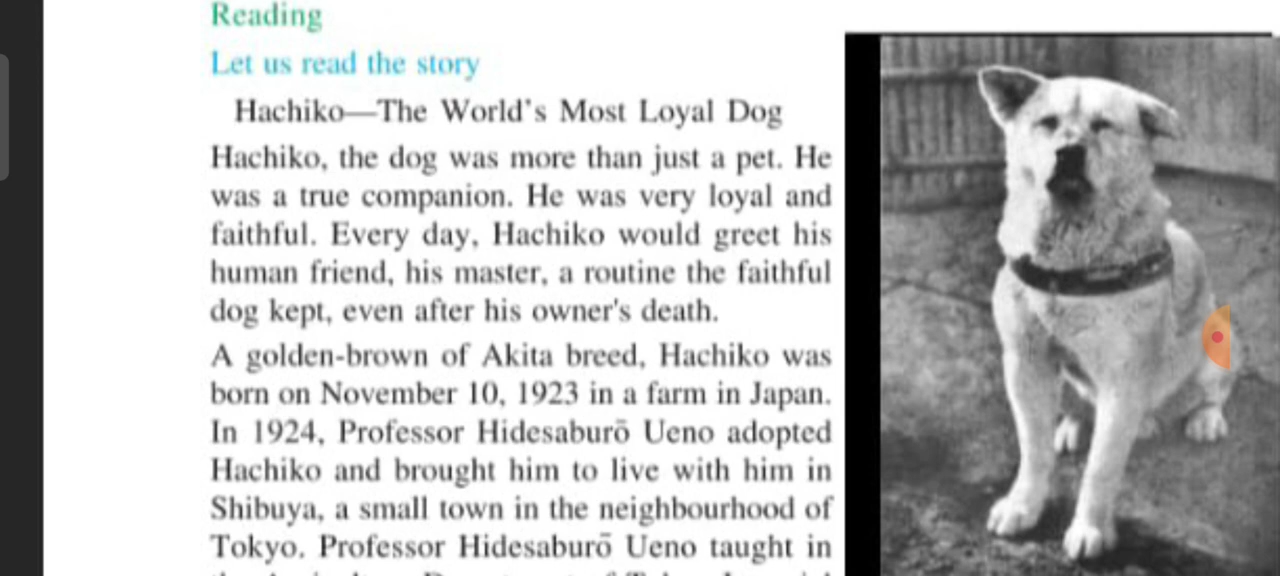 Reading
Let us read the story
Hachiko—The World's Most Loyal Dog
Hachiko, the dog was more than just a pet. He
was a true companion. He was very loyal and
faithful. Every day, Hachiko would greet his
human friend, his master, a routine the faithful
dog kept, even after his owner's death.
A golden-brown of Akita breed, Hachiko was
born on November 10, 1923 in a farm in Japan.
In 1924, Professor Hidesaburō Ueno adopted
Hachiko and brought him to live with him in
Shibuya, a small town in the neighbourhood of
Tokyo. Professor Hidesaburō Ueno taught in